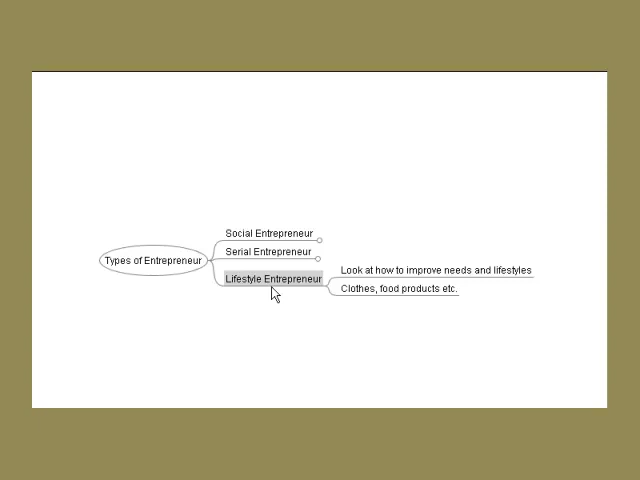 Social Entrepreneur
Serial Entrepreneur
Types of Entrepreneur
Lifestyle Entrepreneur
Look at how to improve needs and lifestyles
Clothes, food products etc.